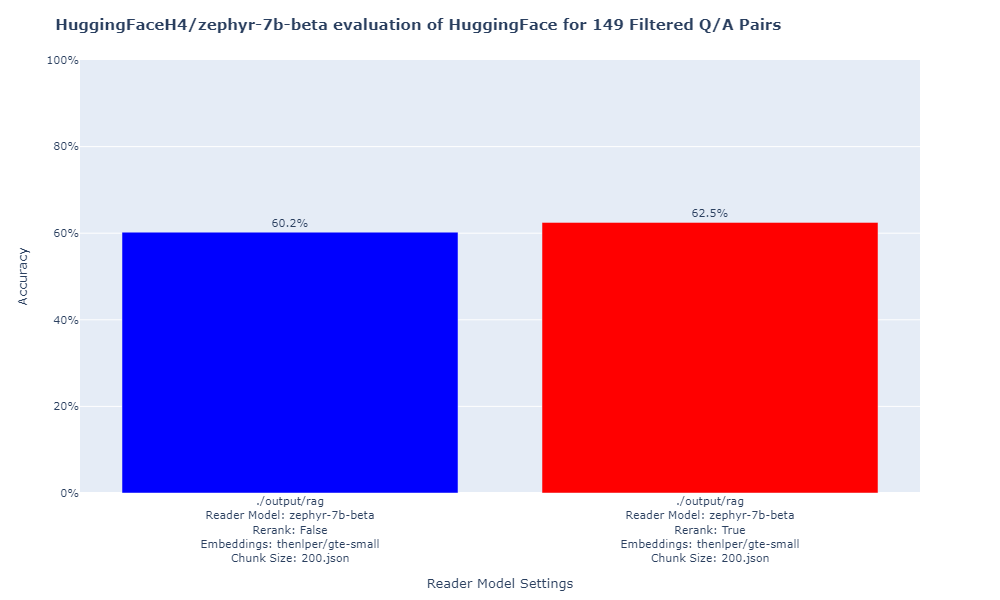 HuggingFaceH4/zephyr-7b-beta evaluation of HuggingFace for 149 Filtered Q/A Pairs
100%
80%
60%
40%
20%
0%
Accuracy
60.2%
62.5%
./output/rag
Reader Model: zephyr-7b-beta
Rerank: False
Embeddings: thenlper/gte-small
Chunk Size: 200.json
./output/rag
Reader Model: zephyr-7b-beta
Rerank: True
Embeddings: thenlper/gte-small
Chunk Size: 200.json
Reader Model Settings